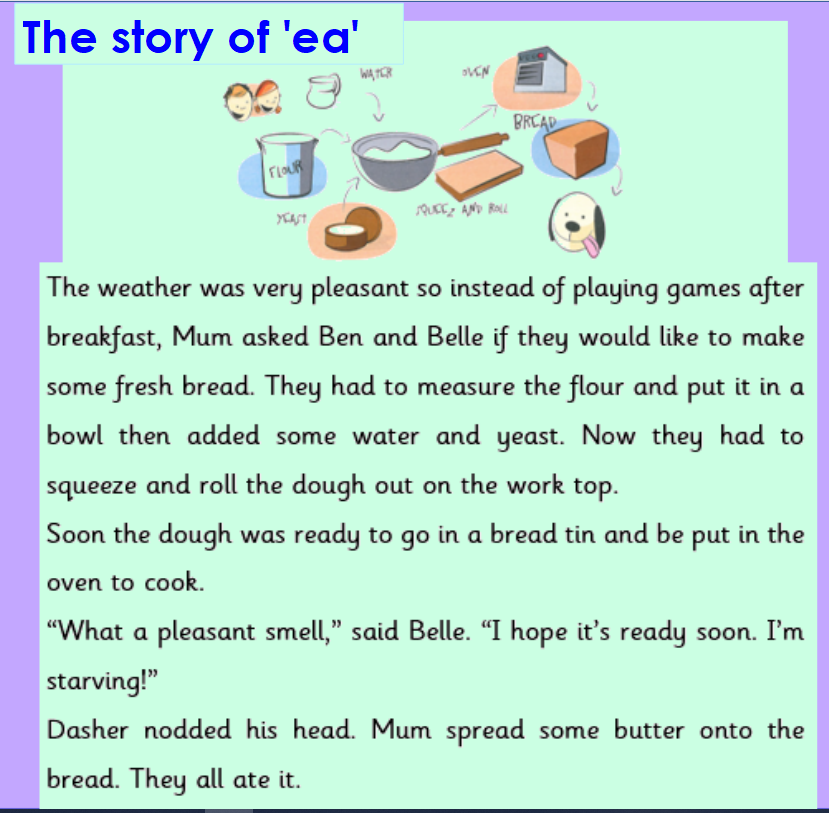 The story of 'ea'
WATER
OVEN
BREAD
FLOUR
YEAST
SQUEEZ AND ROLL
The weather was very pleasant so instead of playing games after
breakfast, Mum asked Ben and Belle if they would like to make
some fresh bread. They had to measure the flour and put it in a
bowl then added some water and yeast. Now they had to
squeeze and roll the dough out on the work top.
Soon the dough was ready to go in a bread tin and be put in the
oven to cook.
“What a pleasant smell,” said Belle. “I hope it’s ready soon. I’m
starving!”
Dasher nodded his head. Mum spread some butter onto the
bread. They all ate it.